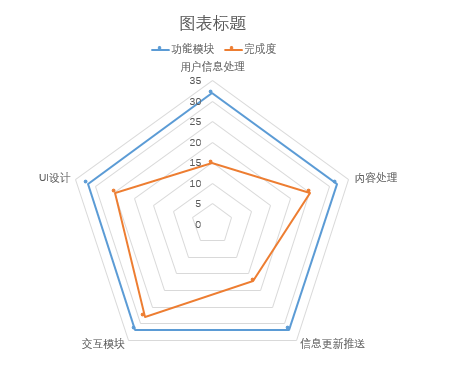 图表标题
功能模块 完成度
用户信息处理
35
30
25
20
15
10
5
0
UI设计
内容处理
交互模块
信息更新推送